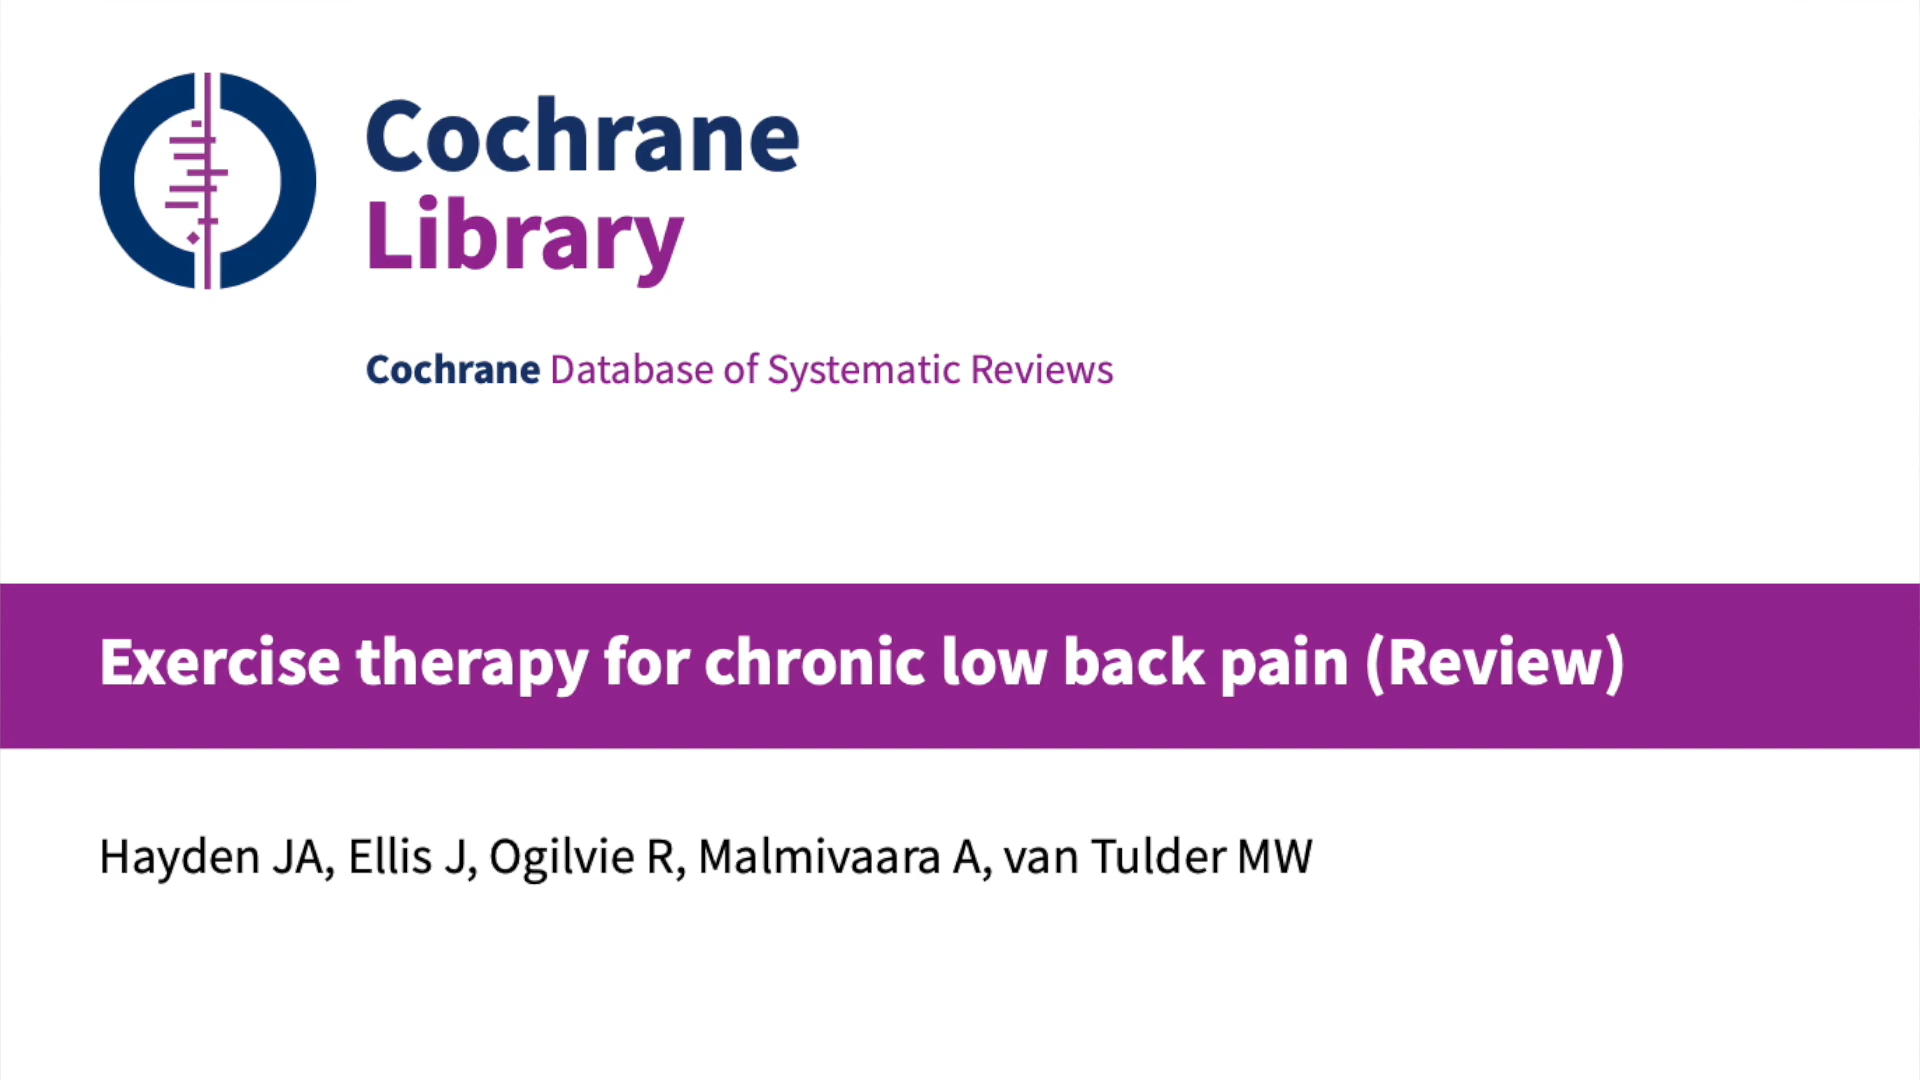 Cochrane
Library
Cochrane Database of Systematic Reviews
Exercise therapy for chronic low back pain (Review)
Hayden JA, Ellis J, Ogilvie R, Malmivaara A, van Tulder MW